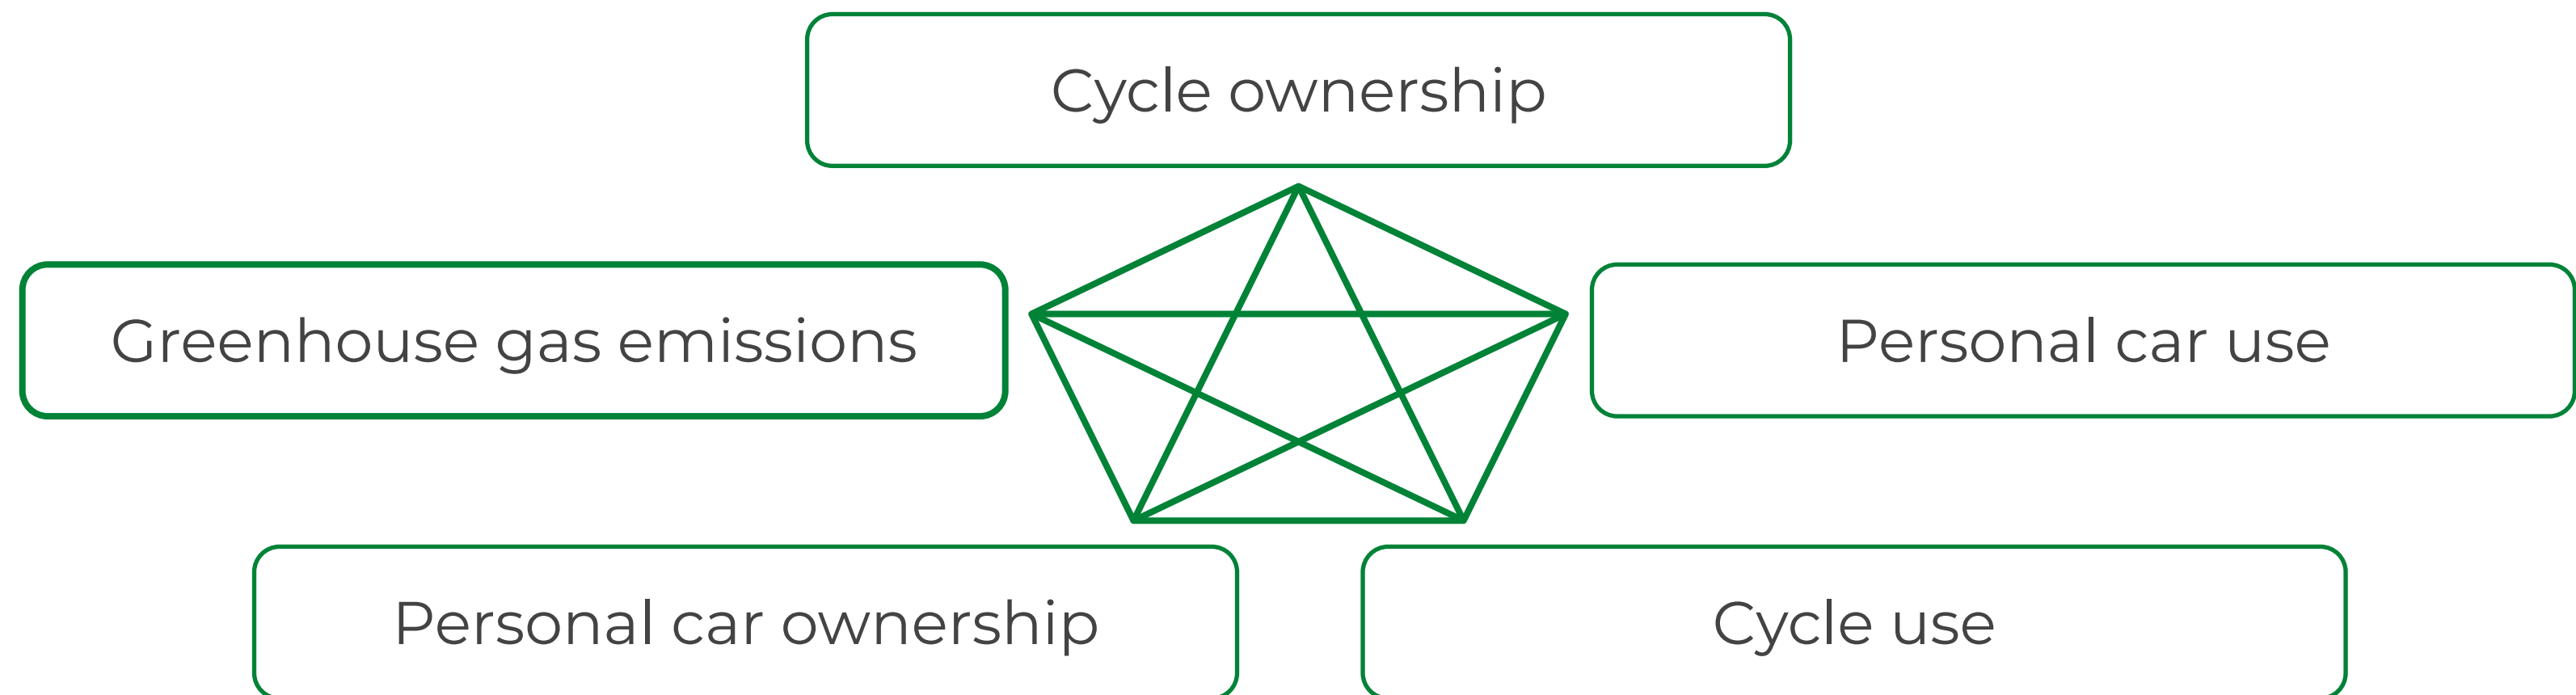 Cycle ownership
Greenhouse gas emissions
Personal car use
Personal car ownership
Cycle use